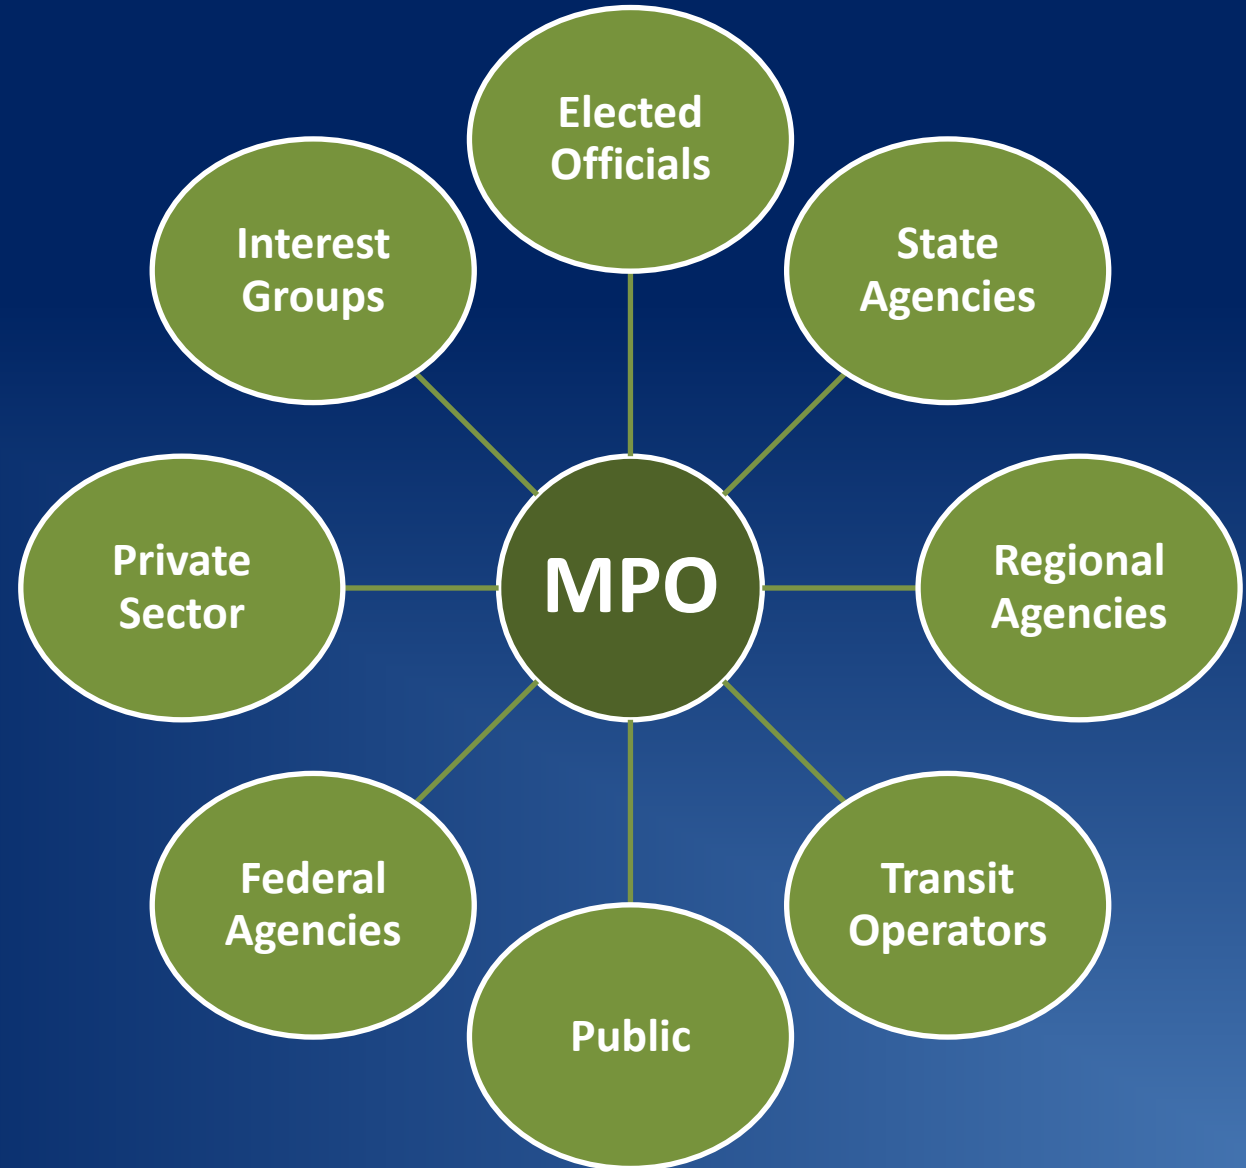 Elected
Officials
State
Agencies
Regional
Agencies
Transit
Operators
Public
Federal
Agencies
Private
Sector
Interest
Groups
MPO